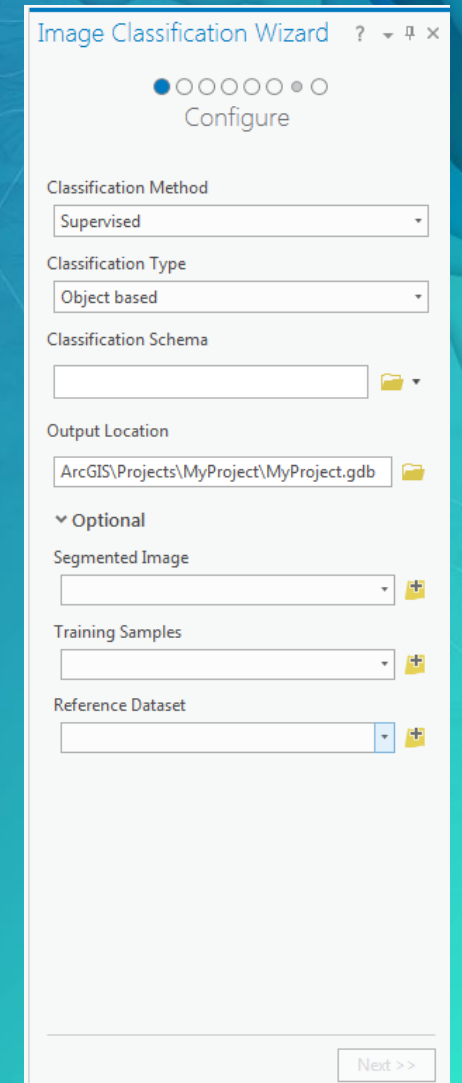 Image Classification Wizard ?
Configure
Classification Method
Supervised
Classification Type
Object based
Classification Schema
Output Location
ArcGIS\Projects\MyProject\MyProject.gdb
Optional
Segmented Image
Training Samples
Reference Dataset
Next >>